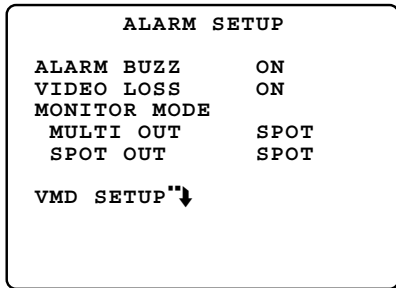 ALARM SETUP
ALARM BUZZ ON
VIDEO LOSS ON
MONITOR MODE
MULTI OUT SPOT
SPOT OUT SPOT
VMD SETUP